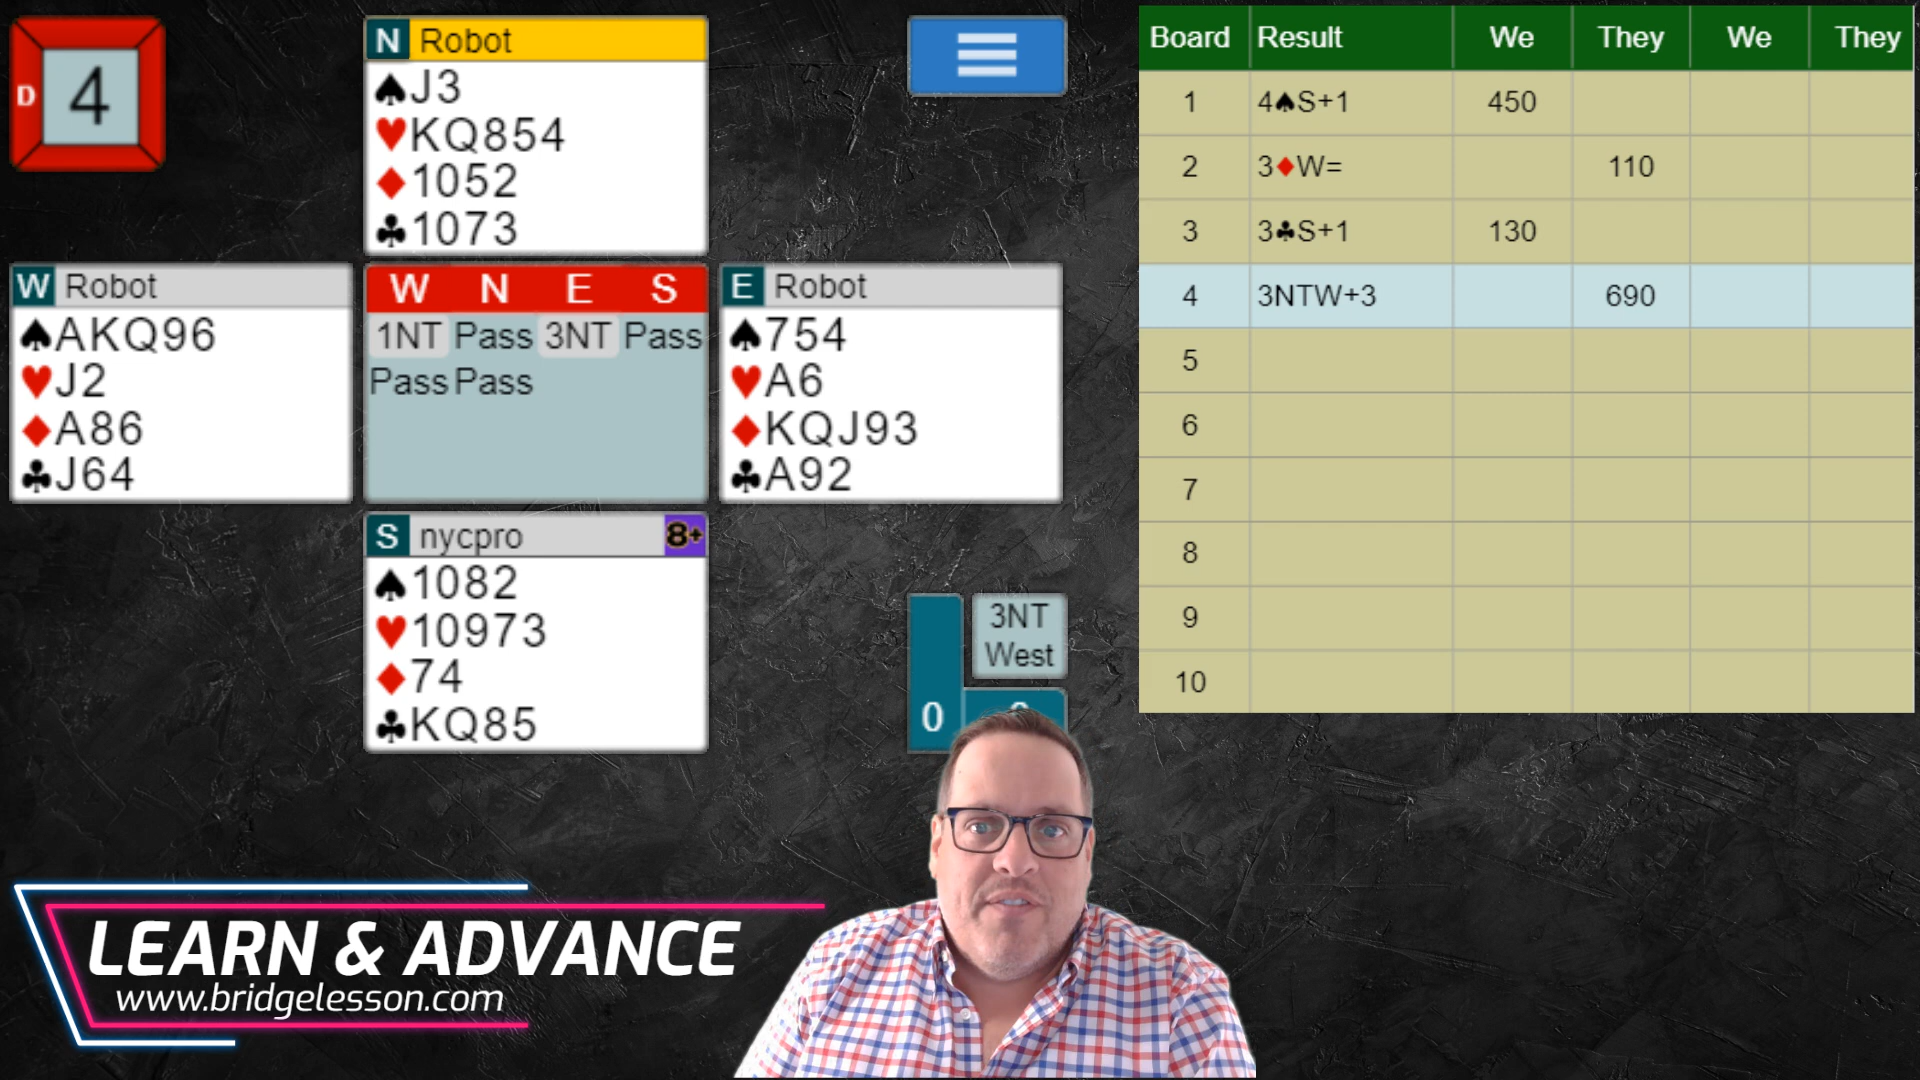 D 4
N Robot
♠J3
♥KQ854
♦1052
♣1073
W Robot
♠AKQ96
♥J2
♦A86
♣J64
W N E S
1NT Pass 3NT Pass
Pass Pass
E Robot
♠754
♥A6
♦KQJ93
♣A92
S nycpro 8+
♠1082
♥10973
♦74
♣KQ85
3NT
West
0
Board Result We They We They
1 4♠S+1 450
2 3♦W= 110
3 3♣S+1 130
4 3NTW+3 690
5
6
7
8
9
10
LEARN & ADVANCE
www.bridgelesson.com